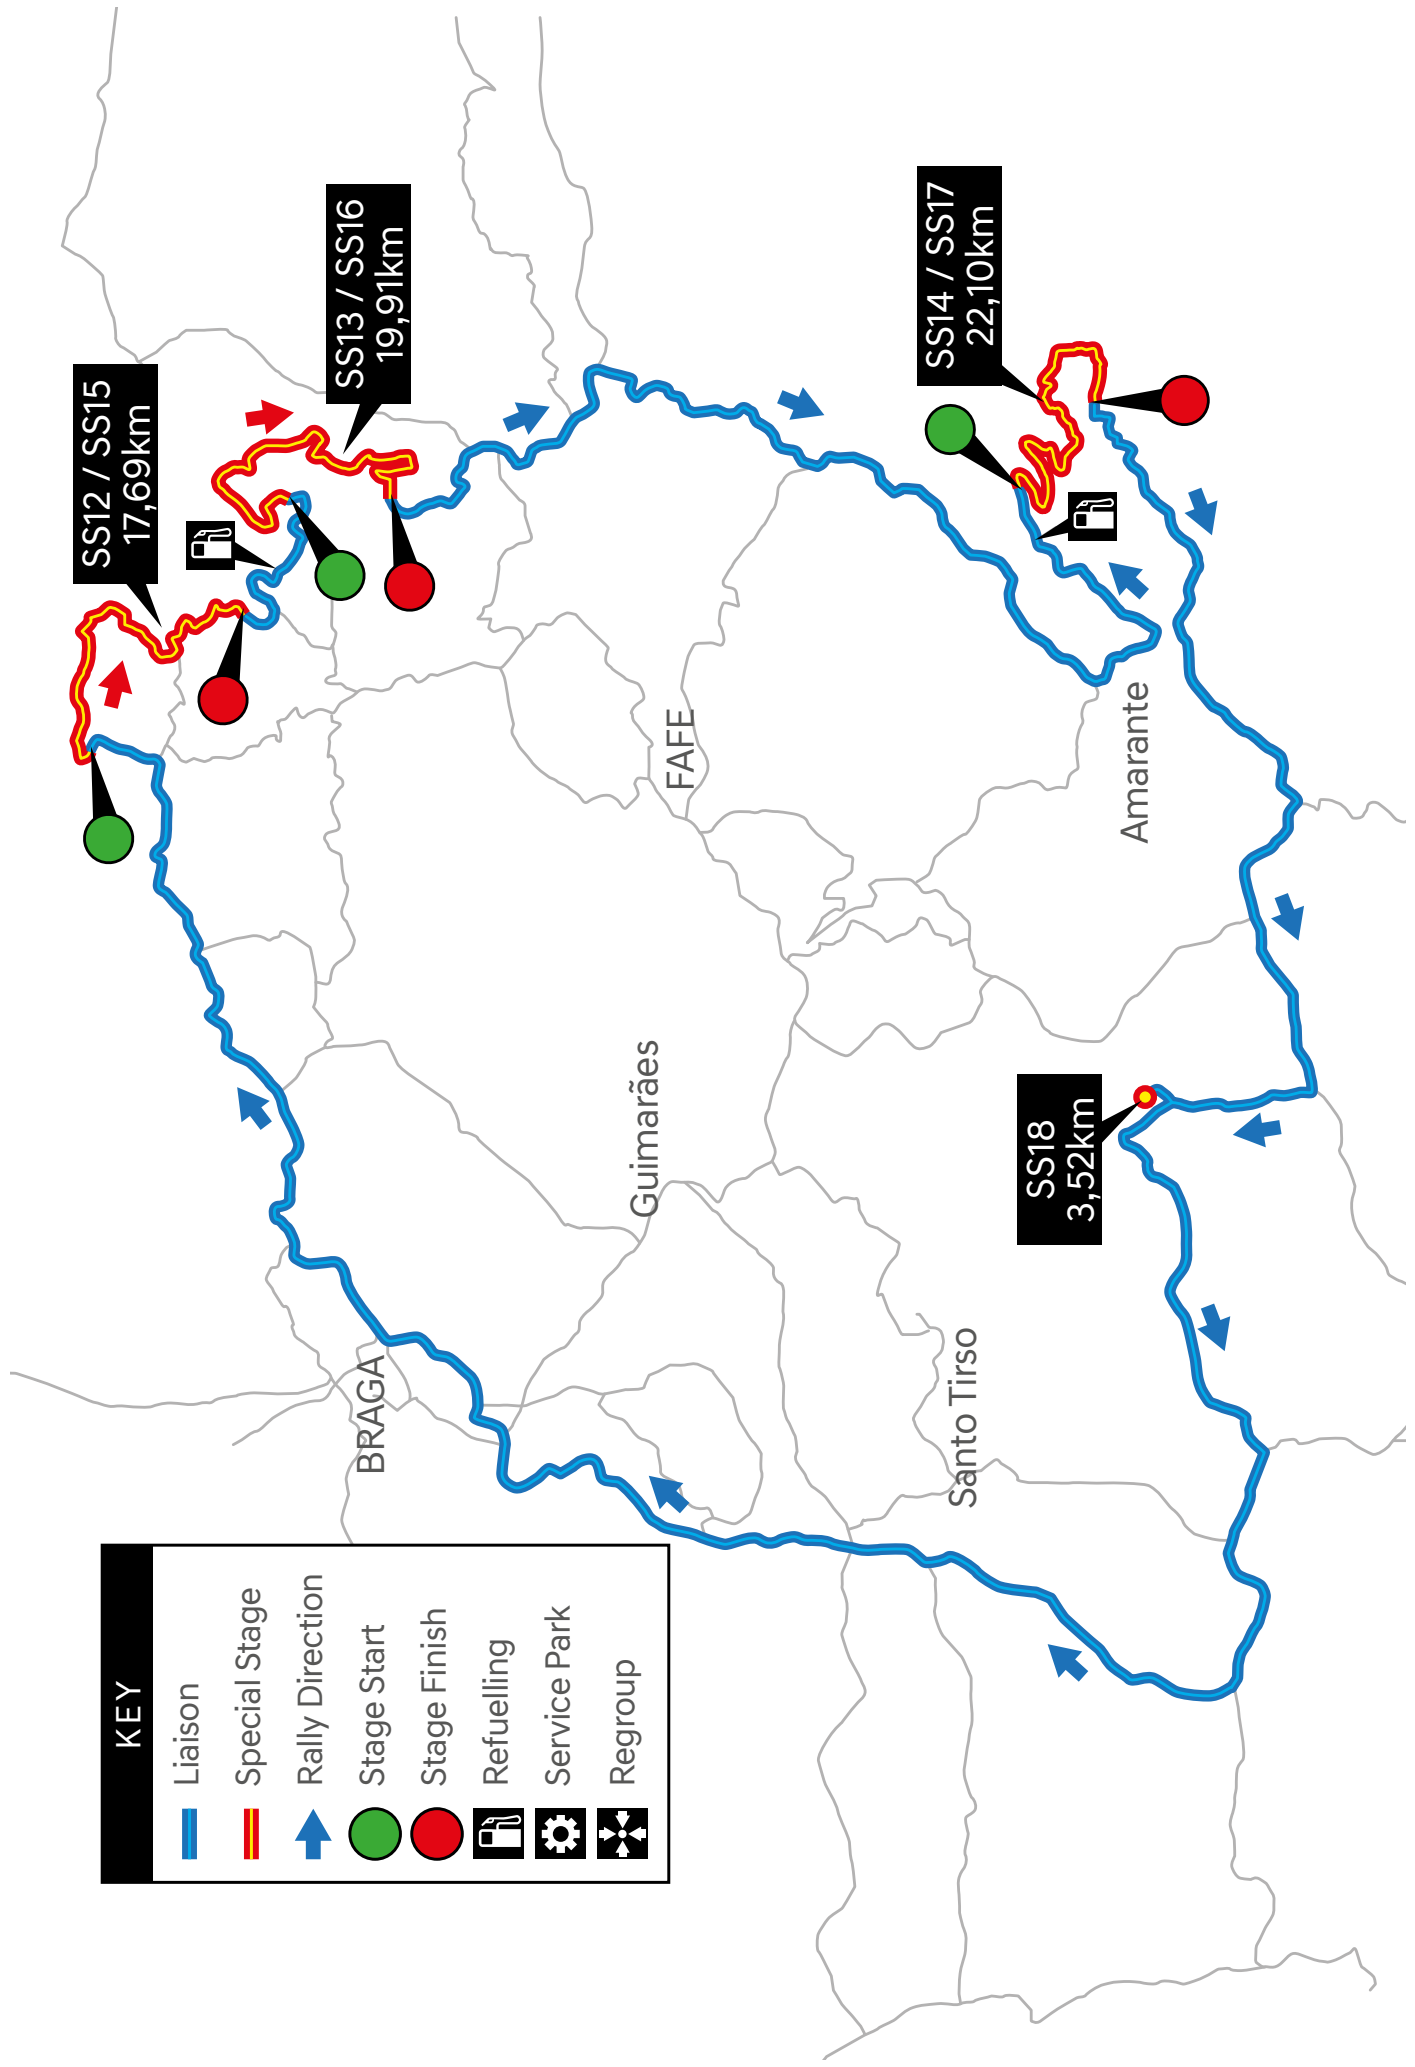 KEY
Liaison
Special Stage
Rally Direction
Stage Start
Stage Finish
Refuelling
Service Park
Regroup
SS12 / SS15
17,69km
SS13 / SS16
19,91km
SS14 / SS17
22,10km
SS18
3,52km
BRAGA
Guimarães
FAFE
Santo Tirso
Amarante